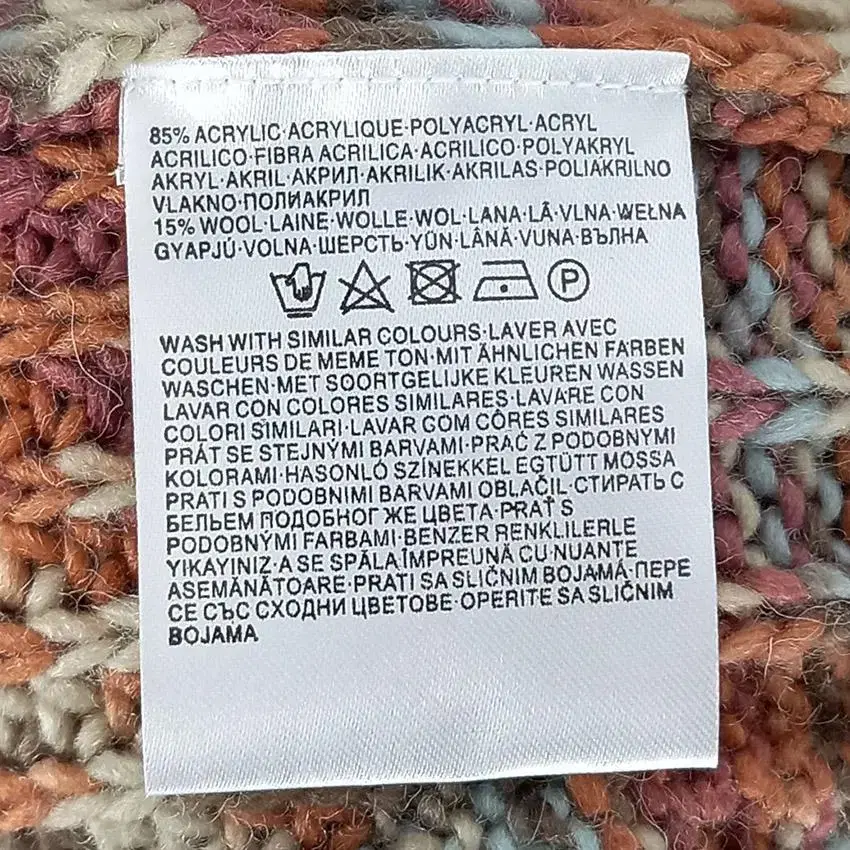 85% ACRYLIC·ACRYLIQUE·POLYACRYL·ACRYL
ACRILICO·FIBRA ACRILICA·ACRILICO·POLYAKRYL
AKRYL·AKRIL·АКРИЛ·AKRILIK·AKRILAS·POLIAKRILNO
VLAKNO·ПОЛИАКРИЛ
15% WOOL·LAINE·WOLLE·WOL·LANA·LÃ·VLNA·WEŁNA
GYAPJÚ·VOLNA·ШЕРСТЬ·YÜN·LÂNĂ·VUNA·ВЪЛНА
P
WASH WITH SIMILAR COLOURS·LAVER AVEC
COULEURS DE MEME TON·MIT ÄHNLICHEN FARBEN
WASCHEN·MET SOORTGELIJKE KLEUREN WASSEN
LAVAR CON COLORES SIMILARES·LAVARE CON
COLORI SIMILARI·LAVAR COM CÔRES SIMILARES
PRÁT SE STEJNÝMI BARVAMI·PRAĆ Z PODOBNYMI
KOLORAMI·HASONLÓ SZÍNEKKEL EGTÜTT MOSSA
PRATI S PODOBNIMI BARVAMI OBLAČIL·СТИРАТЬ С
БЕЛЬЕМ ПОДОБНОГ ЖЕ ЦВЕТА·PRAŤ S
PODOBNÝMI FARBAMI·BENZER RENKLILERLE
YIKAYINIZ·A SE SPĂLA ÎMPREUNĂ CU NUANTE
ASEMĂNĂTOARE·PRATI SA SLIČNIM BOJAMA·ПЕРЕ
СЕ СЪС СХОДНИ ЦВЕТОВЕ·OPERITE SA SLIČNIM
BOJAMA